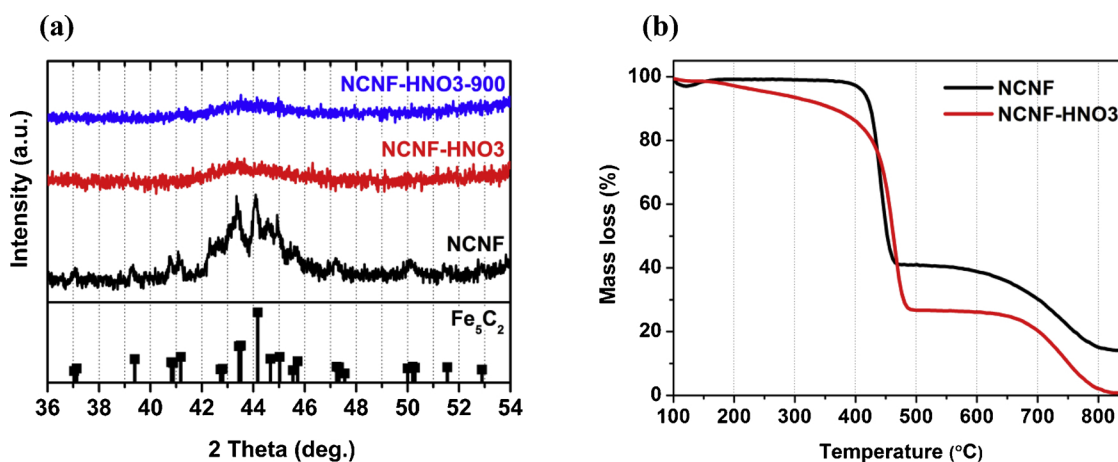 (a)
Intensity (a.u.)
NCNF-HNO3-900
NCNF-HNO3
NCNF
Fe₅C₂
36 38 40 42 44 46 48 50 52 54
2 Theta (deg.)
(b)
Mass loss (%)
100
80
60
40
20
0
NCNF
NCNF-HNO3
100 200 300 400 500 600 700 800
Temperature (°C)